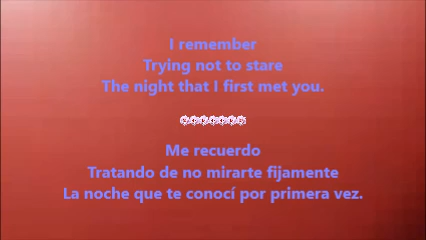 I remember
Trying not to stare
The night that I first met you.
Me recuerdo
Tratando de no mirarte fijamente
La noche que te conocí por primera vez.